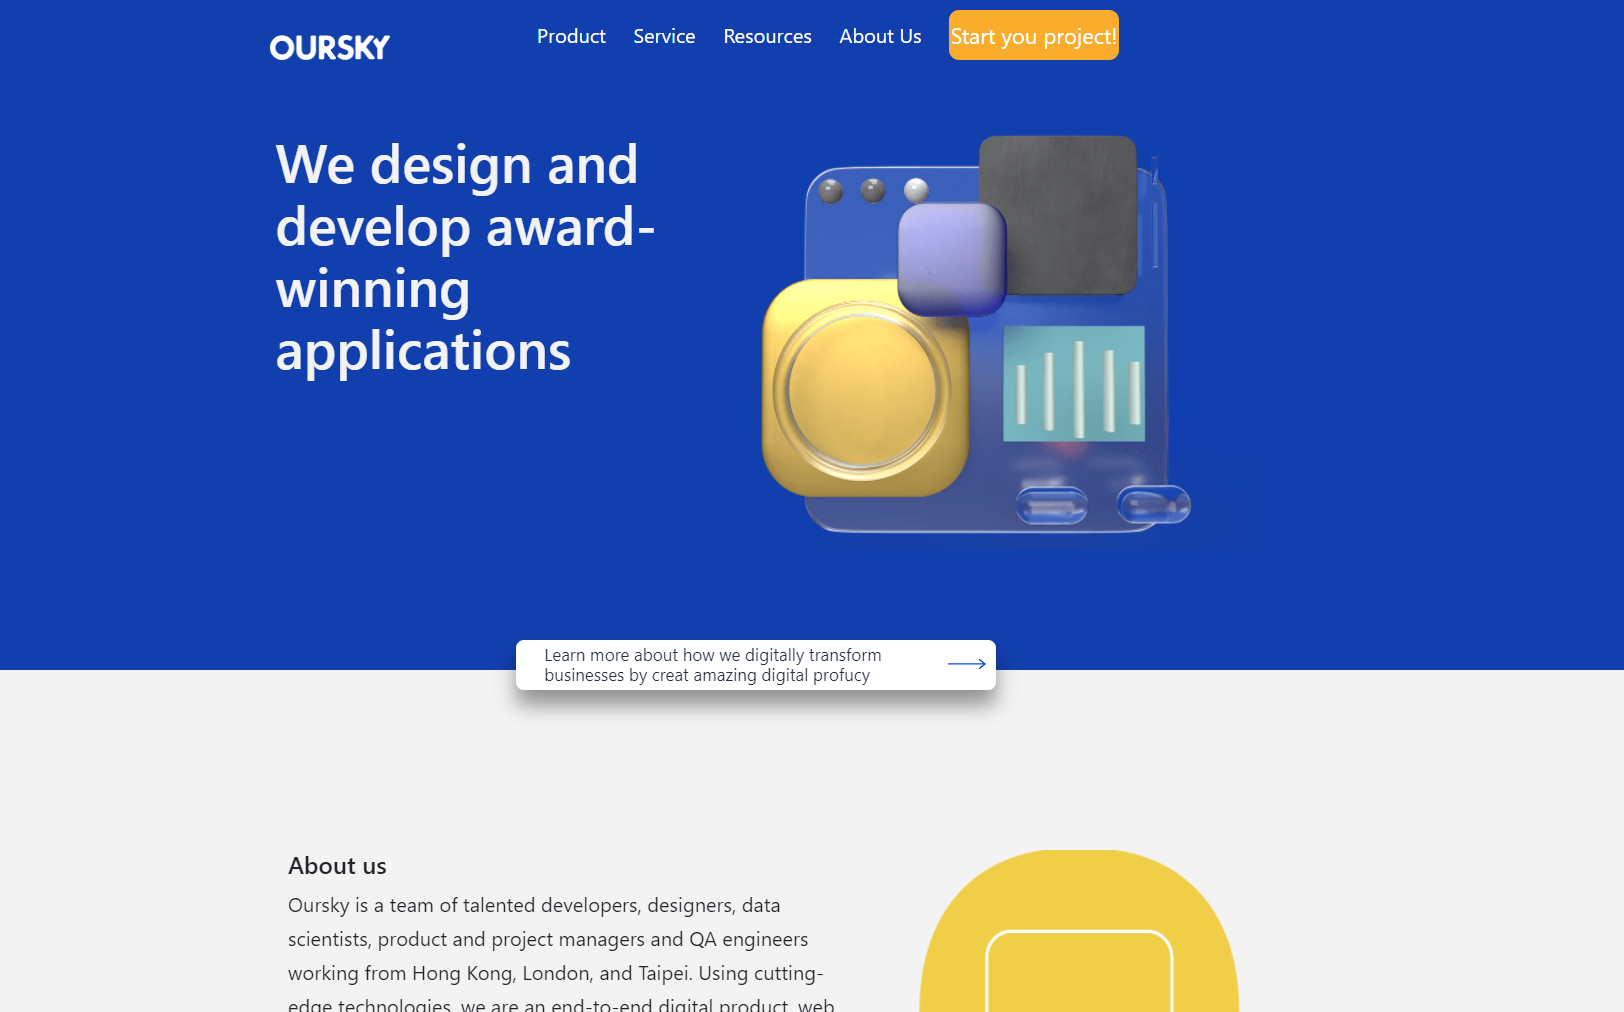 OURSKY
Product Service Resources About Us Start you project!
We design and
develop award-
winning
applications
Learn more about how we digitally transform
businesses by creat amazing digital profucy
About us
Oursky is a team of talented developers, designers, data
scientists, product and project managers and QA engineers
working from Hong Kong, London, and Taipei. Using cutting-
edge technologies, we are an end-to-end digital product, web